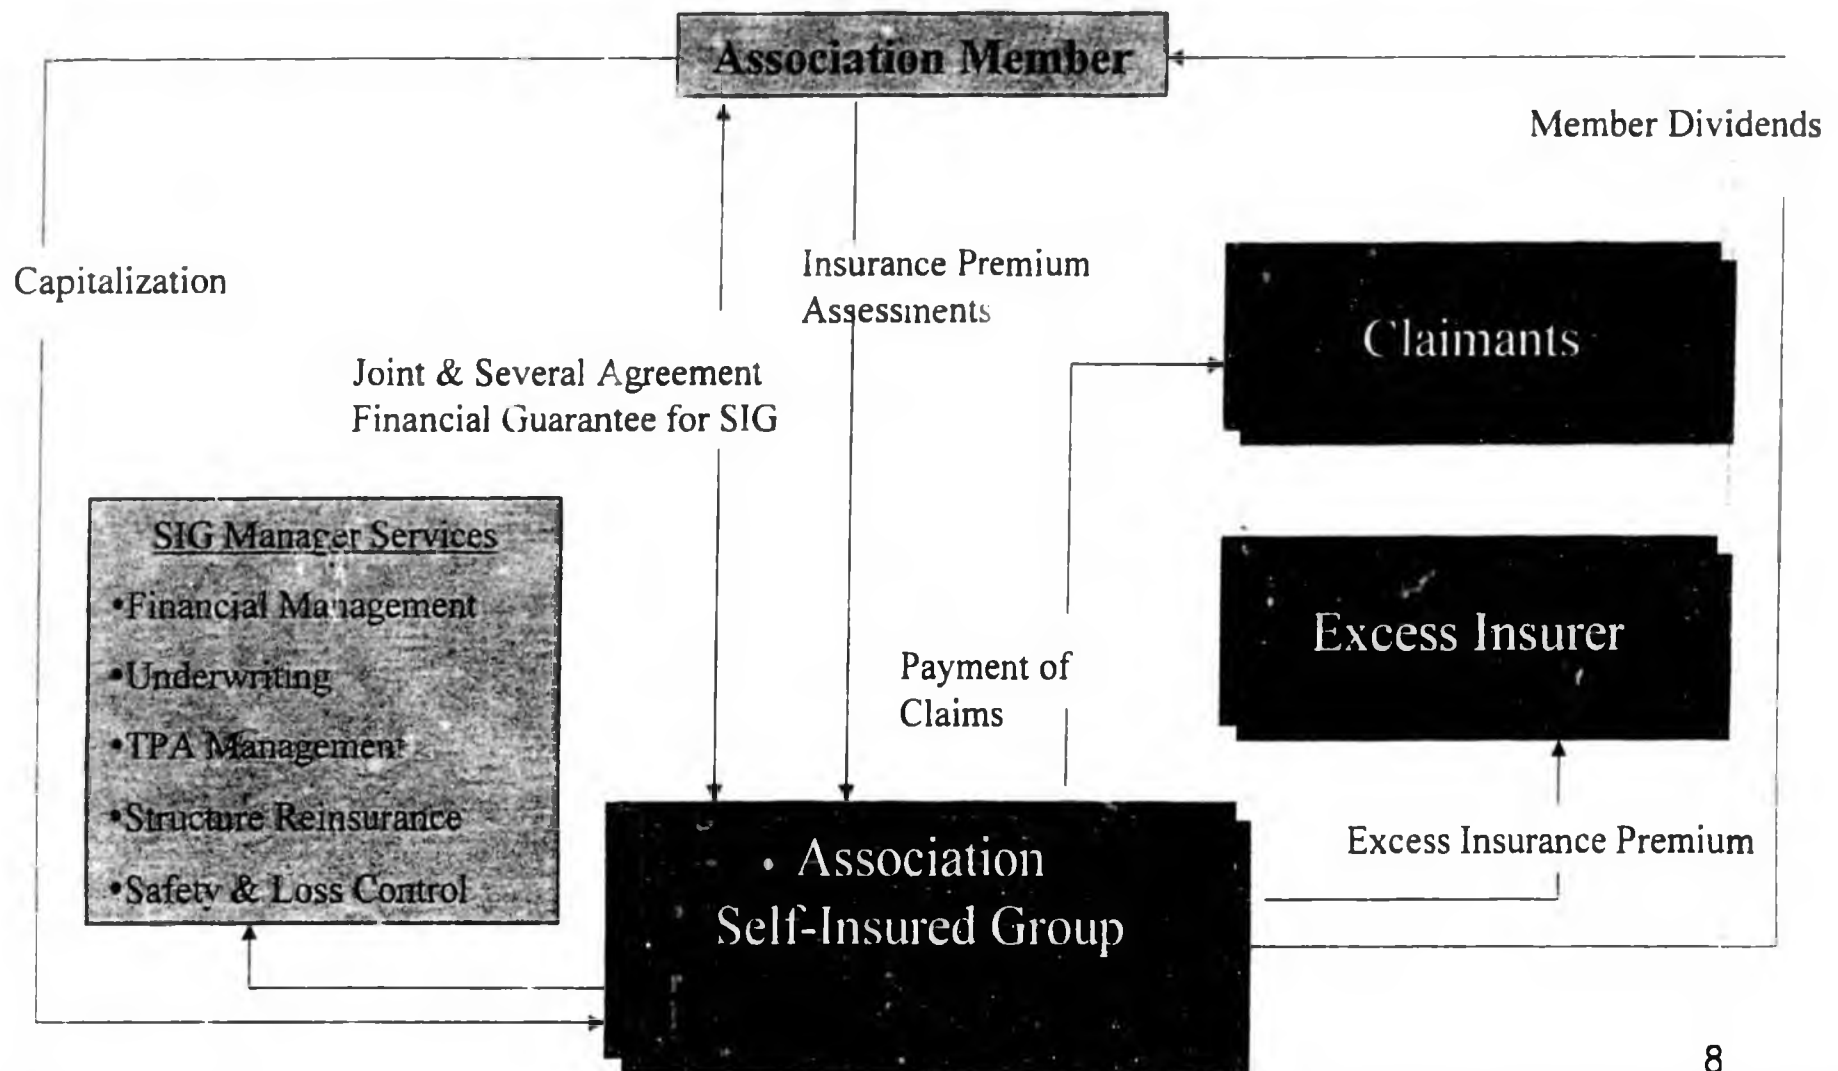 Association Member
Member Dividends
Capitalization
Insurance Premium
Assessments
Joint & Several Agreement
Financial Guarantee for SIG
Claimants
SIG Manager Services
•Financial Management
•Underwriting
•TPA Management
•Structure Reinsurance
•Safety & Loss Control
Excess Insurer
Payment of
Claims
Excess Insurance Premium
• Association
Self-Insured Group
8